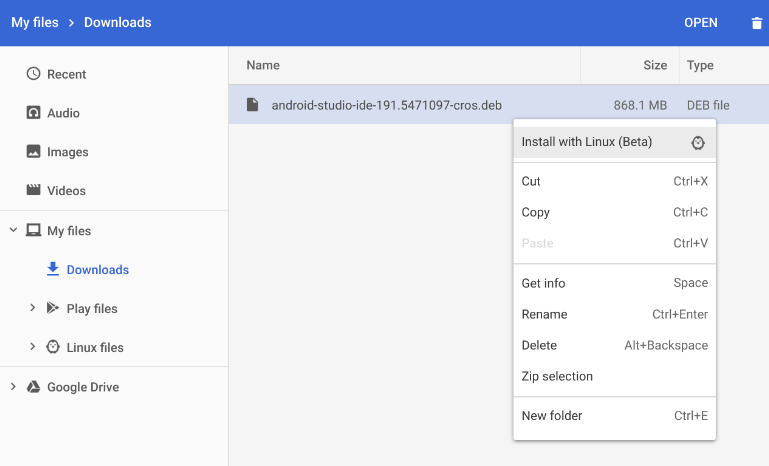 My files > Downloads OPEN
Recent
Audio
Images
Videos
My files
Downloads
Play files
Linux files
Google Drive
Name Size Type
android-studio-ide-191.5471097-cros.deb 868.1 MB DEB file
Install with Linux (Beta)
Cut Ctrl+X
Copy Ctrl+C
Paste Ctrl+V
Get info Space
Rename Ctrl+Enter
Delete Alt+Backspace
Zip selection
New folder Ctrl+E